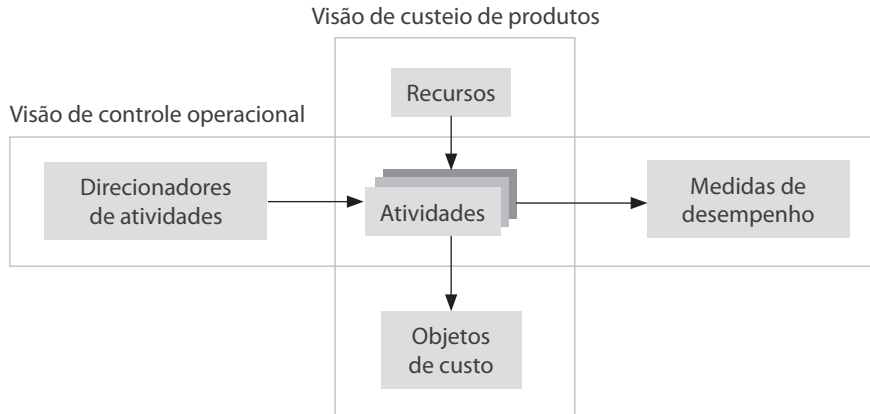 Visão de custeio de produtos
Recursos
Visão de controle operacional
Direcionadores
de atividades
Atividades
Medidas de
desempenho
Objetos
de custo